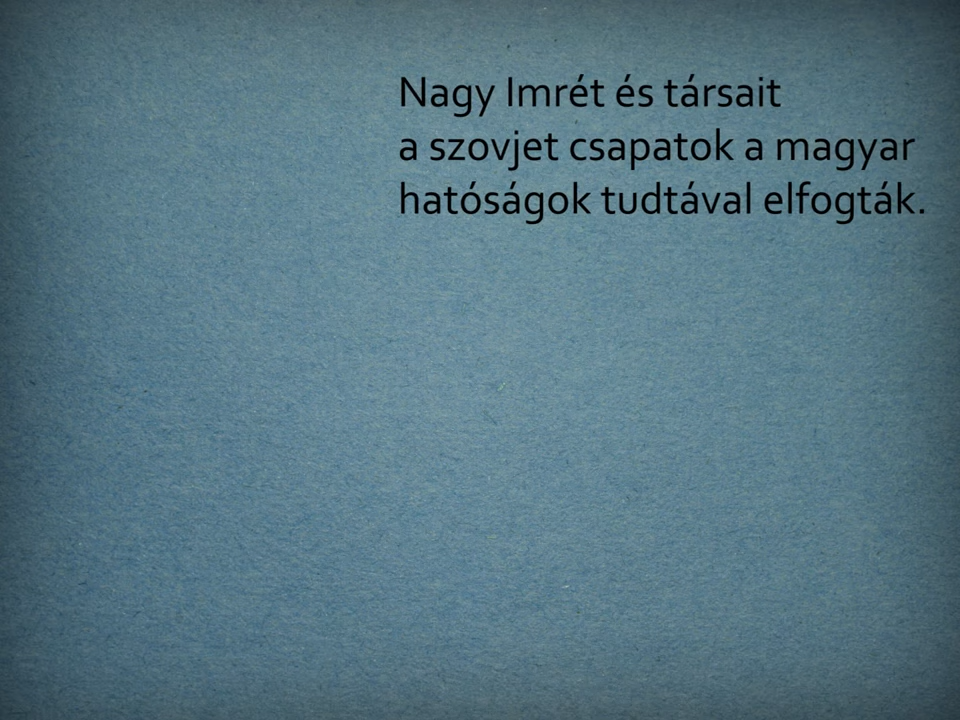 Nagy Imrét és társait
a szovjet csapatok a magyar
hatóságok tudtával elfogták.